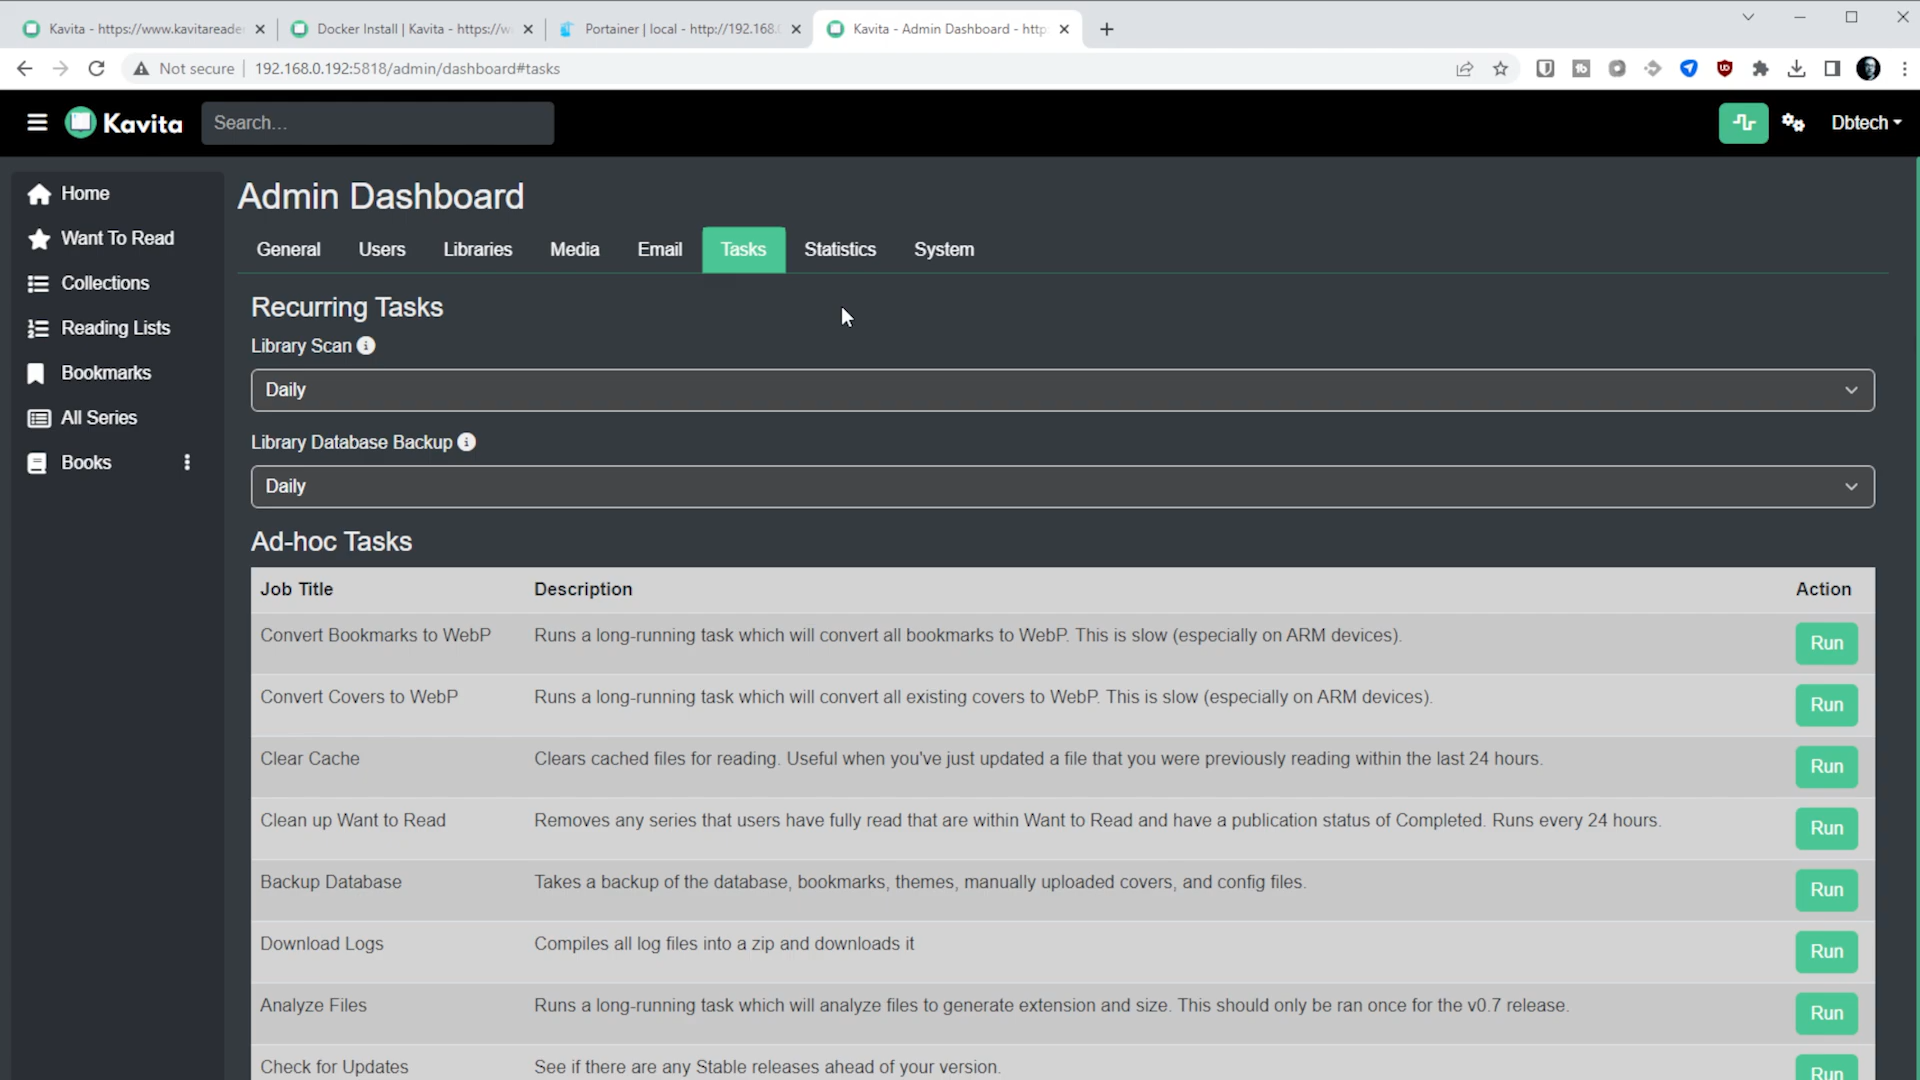 Kavita - https://www.kavitareade
Docker Install | Kavita - https://w
Portainer | local - http://192.168.
Kavita - Admin Dashboard - http
Not secure
192.168.0.192:5818/admin/dashboard#tasks
Kavita
Search...
Dbtech
Home
Want To Read
Collections
Reading Lists
Bookmarks
All Series
Books
Admin Dashboard
General Users Libraries Media Email Tasks Statistics System
Recurring Tasks
Library Scan
Daily
Library Database Backup
Daily
Ad-hoc Tasks
Job Title Description Action
Convert Bookmarks to WebP Runs a long-running task which will convert all bookmarks to WebP. This is slow (especially on ARM devices). Run
Convert Covers to WebP Runs a long-running task which will convert all existing covers to WebP. This is slow (especially on ARM devices). Run
Clear Cache Clears cached files for reading. Useful when you've just updated a file that you were previously reading within the last 24 hours. Run
Clean up Want to Read Removes any series that users have fully read that are within Want to Read and have a publication status of Completed. Runs every 24 hours. Run
Backup Database Takes a backup of the database, bookmarks, themes, manually uploaded covers, and config files. Run
Download Logs Compiles all log files into a zip and downloads it Run
Analyze Files Runs a long-running task which will analyze files to generate extension and size. This should only be ran once for the v0.7 release. Run
Check for Updates See if there are any Stable releases ahead of your version. Run